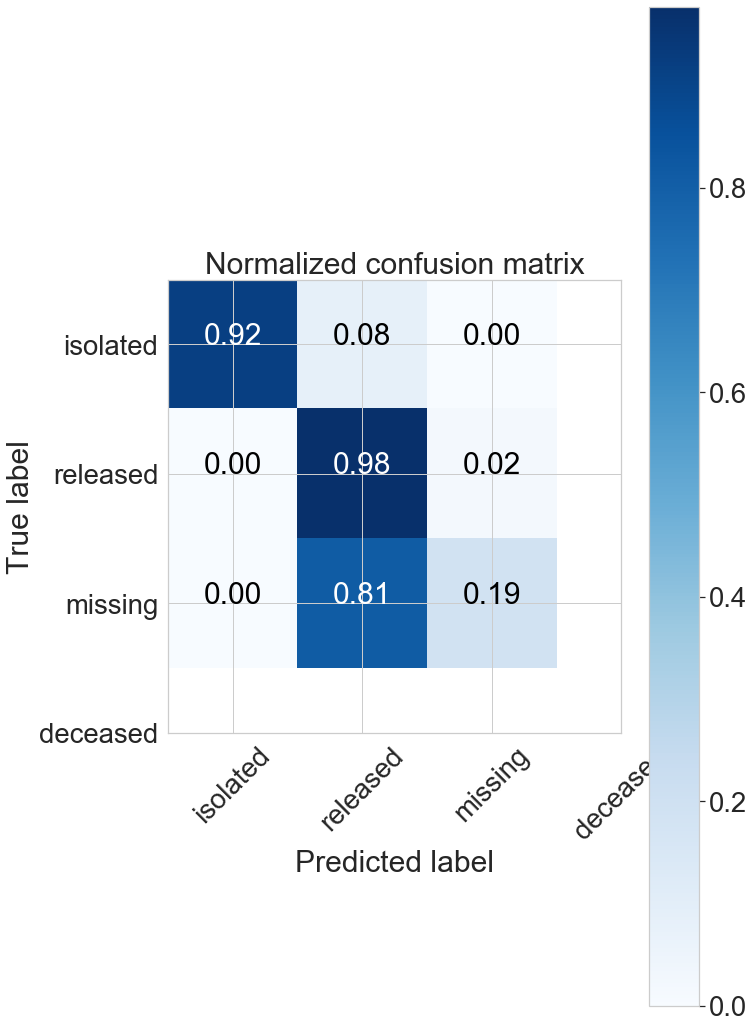 Normalized confusion matrix
isolated
released
missing
deceased
True label
0.92 0.08 0.00
0.00 0.98 0.02
0.00 0.81 0.19
isolated released missing decease
Predicted label
0.8
0.6
0.4
0.2
0.0